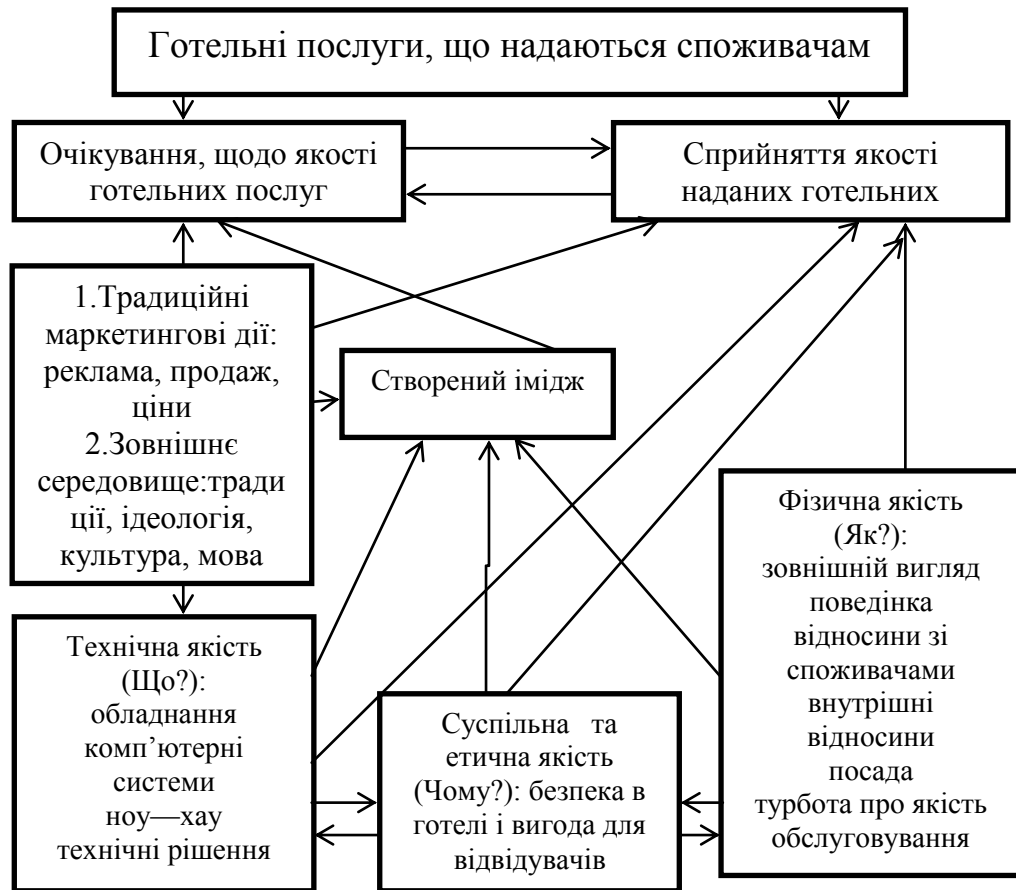 Готельні послуги, що надаються споживачам
Очікування, щодо якості
готельних послуг
Сприйняття якості
наданих готельних
1.Традиційні
маркетингові дії:
реклама, продаж,
ціни
2.Зовнішнє
середовище:тради
ції, ідеологія,
культура, мова
Створений імідж
Фізична якість
(Як?):
зовнішній вигляд
поведінка
відносини зі
споживачами
внутрішні
відносини
посада
турбота про якість
обслуговування
Технічна якість
(Що?):
обладнання
комп’ютерні
системи
ноу—хау
технічні рішення
Суспільна та
етична якість
(Чому?): безпека в
готелі і вигода для
відвідувачів